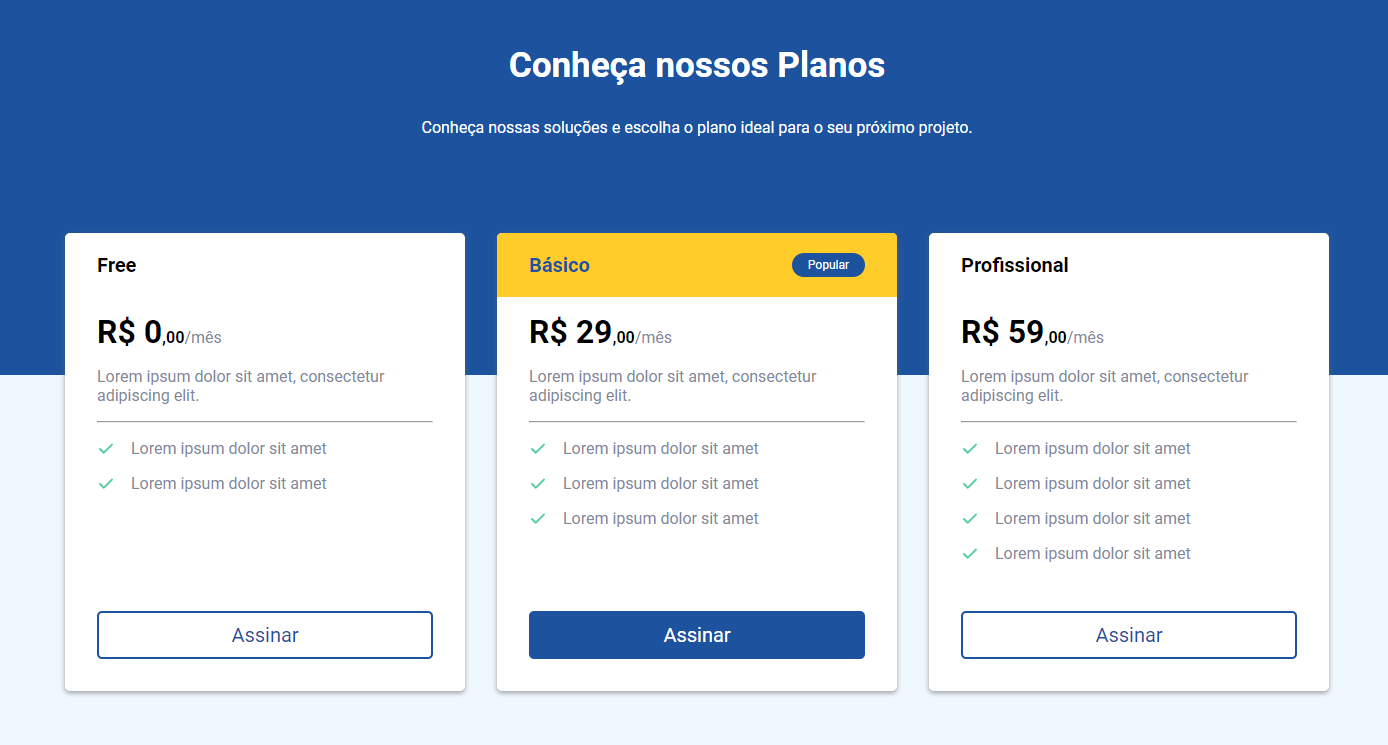 Conheça nossos Planos
Conheça nossas soluções e escolha o plano ideal para o seu próximo projeto.
Free
R$ 0,00/mês
Lorem ipsum dolor sit amet, consectetur
adipiscing elit.
Lorem ipsum dolor sit amet
Lorem ipsum dolor sit amet
Assinar
Básico
Popular
R$ 29,00/mês
Lorem ipsum dolor sit amet, consectetur
adipiscing elit.
Lorem ipsum dolor sit amet
Lorem ipsum dolor sit amet
Lorem ipsum dolor sit amet
Assinar
Profissional
R$ 59,00/mês
Lorem ipsum dolor sit amet, consectetur
adipiscing elit.
Lorem ipsum dolor sit amet
Lorem ipsum dolor sit amet
Lorem ipsum dolor sit amet
Lorem ipsum dolor sit amet
Assinar